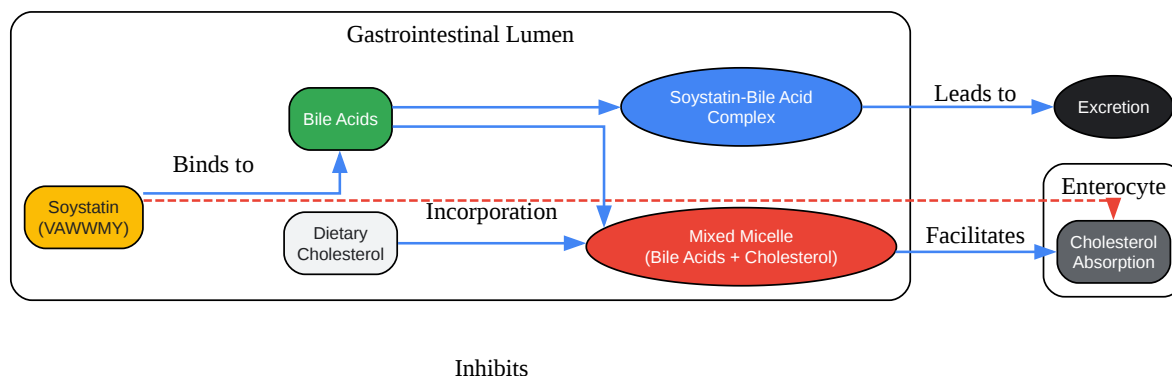 Gastrointestinal Lumen
Bile Acids
Soystatin-Bile Acid
Complex
Leads to
Excretion
Binds to
Soystatin
(VAWWMY)
Dietary
Cholesterol
Incorporation
Mixed Micelle
(Bile Acids + Cholesterol)
Facilitates
Enterocyte
Cholesterol
Absorption
Inhibits